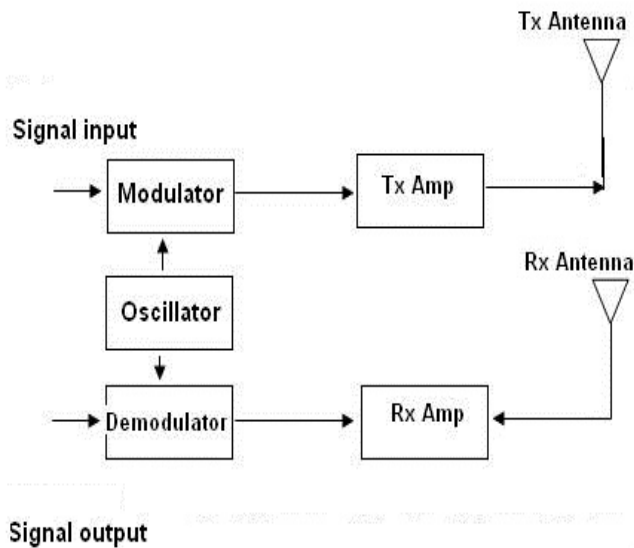 Tx Antenna
Signal input
Modulator
Tx Amp
Rx Antenna
Oscillator
Demodulator
Rx Amp
Signal output